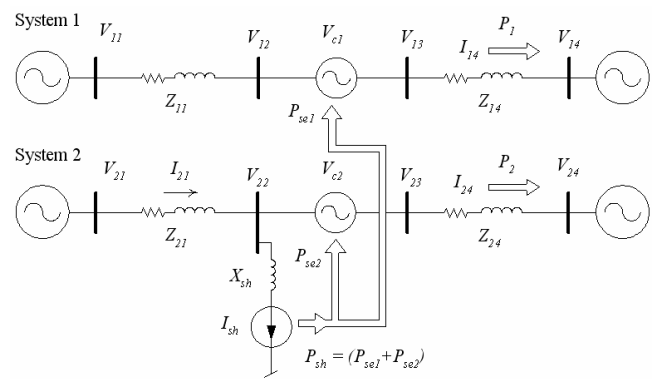 System 1
V11
V12
Vc1
V13
I14
P1
V14
Z11
Z14
Pse1
System 2
V21
I21
V22
Vc2
V23
I24
P2
V24
Z21
Z24
Pse2
Xsh
Ish
Psh = (Pse1+Pse2)